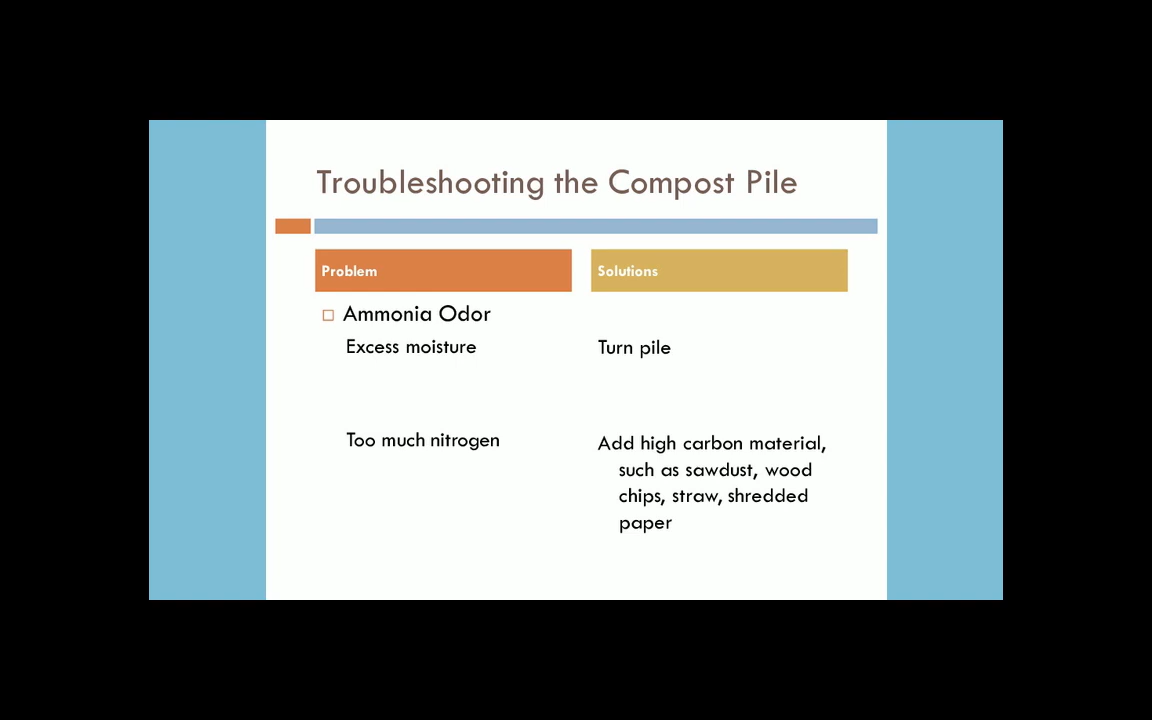 Troubleshooting the Compost Pile
Problem
Solutions
Ammonia Odor
Excess moisture
Turn pile
Too much nitrogen
Add high carbon material,
such as sawdust, wood
chips, straw, shredded
paper